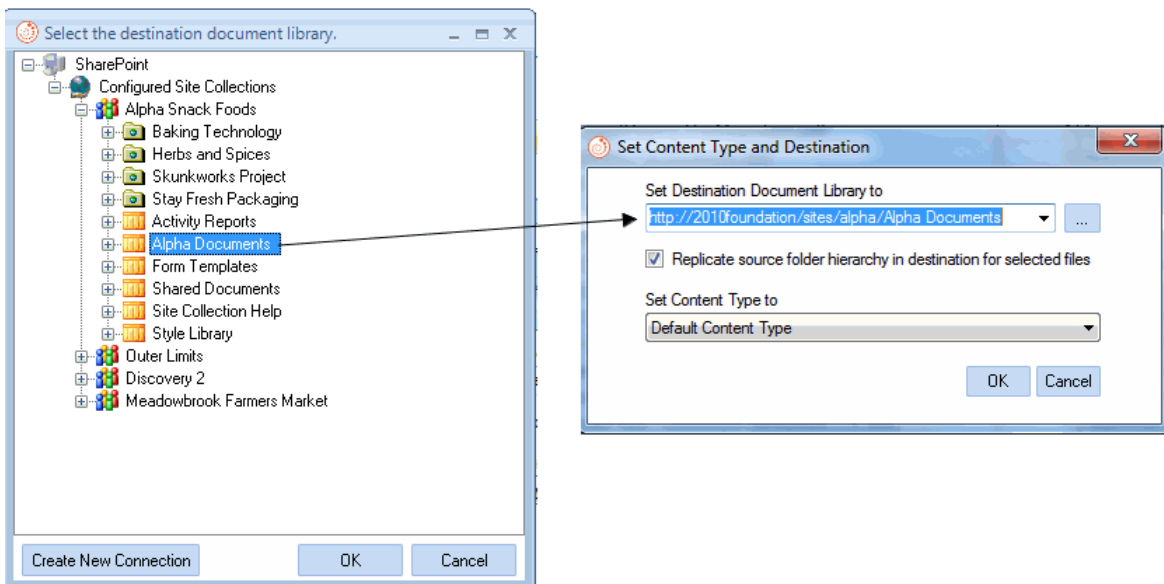 Select the destination document library.
SharePoint
Configured Site Collections
Alpha Snack Foods
Baking Technology
Herbs and Spices
Skunkworks Project
Stay Fresh Packaging
Activity Reports
Alpha Documents
Form Templates
Shared Documents
Site Collection Help
Style Library
Outer Limits
Discovery 2
Meadowbrook Farmers Market
Create New Connection
OK
Cancel
Set Content Type and Destination
Set Destination Document Library to
http://2010foundation/sites/alpha/Alpha Documents
...
Replicate source folder hierarchy in destination for selected files
Set Content Type to
Default Content Type
OK
Cancel